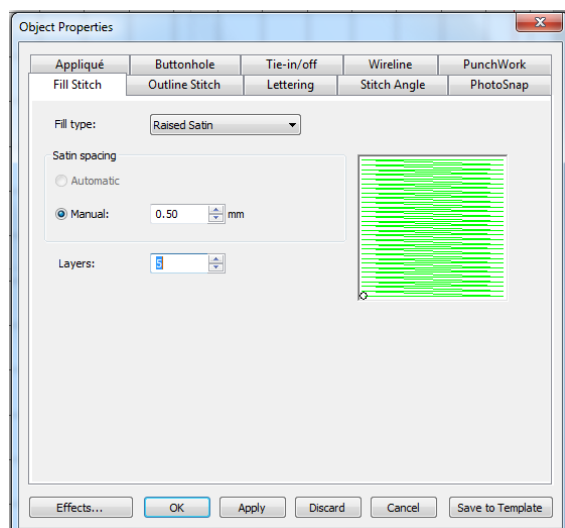 Object Properties
Appliqué Buttonhole Tie-in/off Wireline PunchWork
Fill Stitch Outline Stitch Lettering Stitch Angle PhotoSnap
Fill type: Raised Satin
Satin spacing
Automatic
Manual: 0.50 mm
Layers: 5
Effects... OK Apply Discard Cancel Save to Template